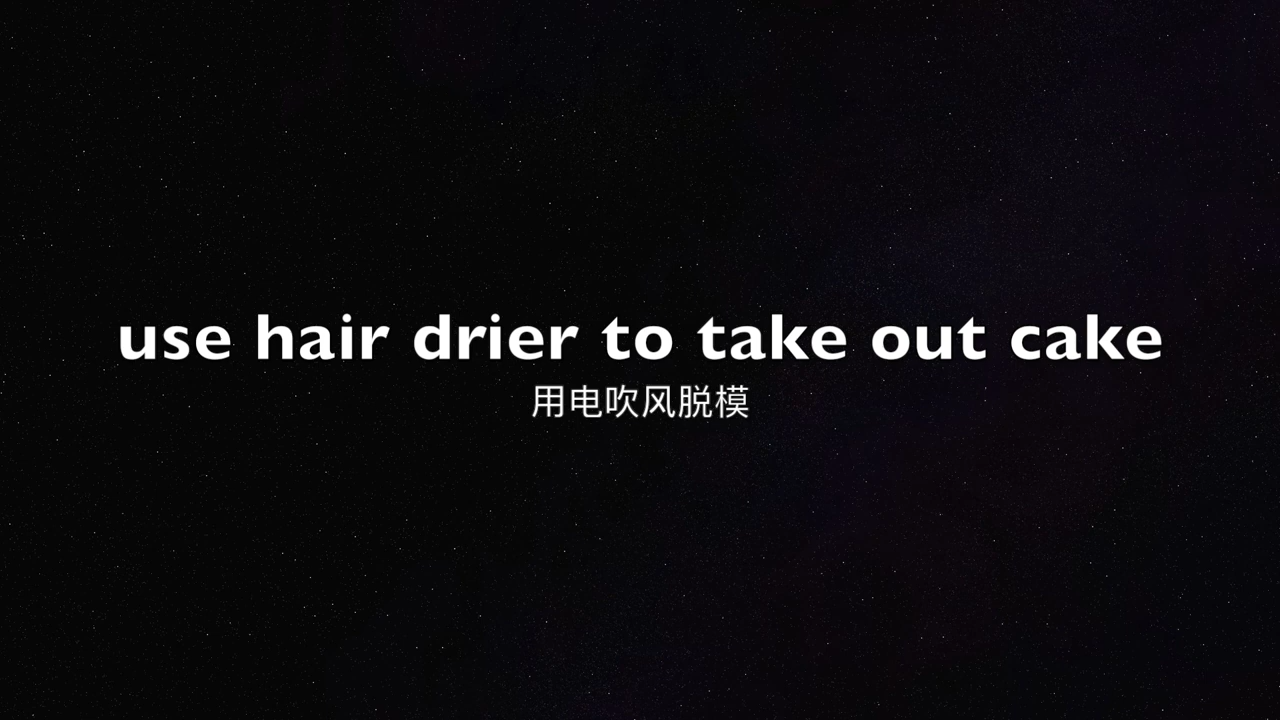 use hair drier to take out cake
用电吹风脱模